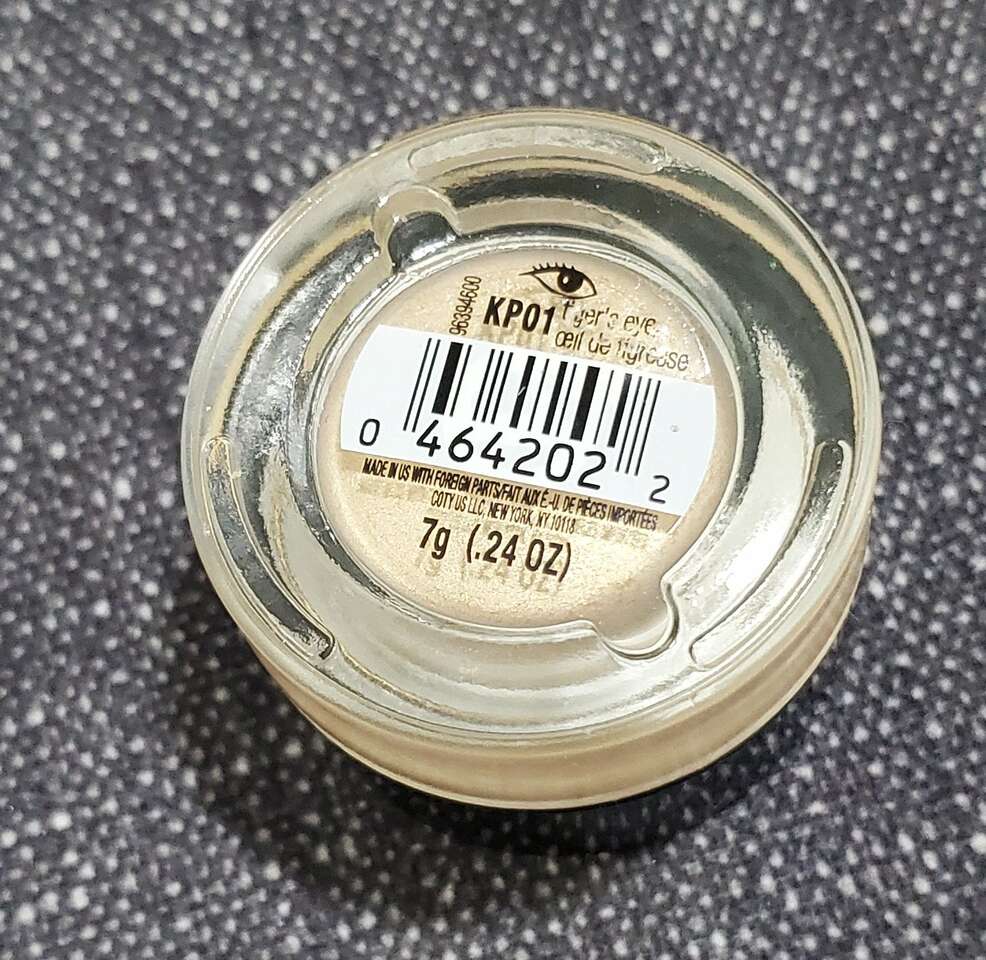 96394600
KP01 tiger's eye
œil de tigresse
0 464202 2
MADE IN US WITH FOREIGN PARTS/FAIT AUX É.-U. DE PIÈCES IMPORTÉES
COTY US LLC, NEW YORK, NY 10118
7g (.24 OZ)